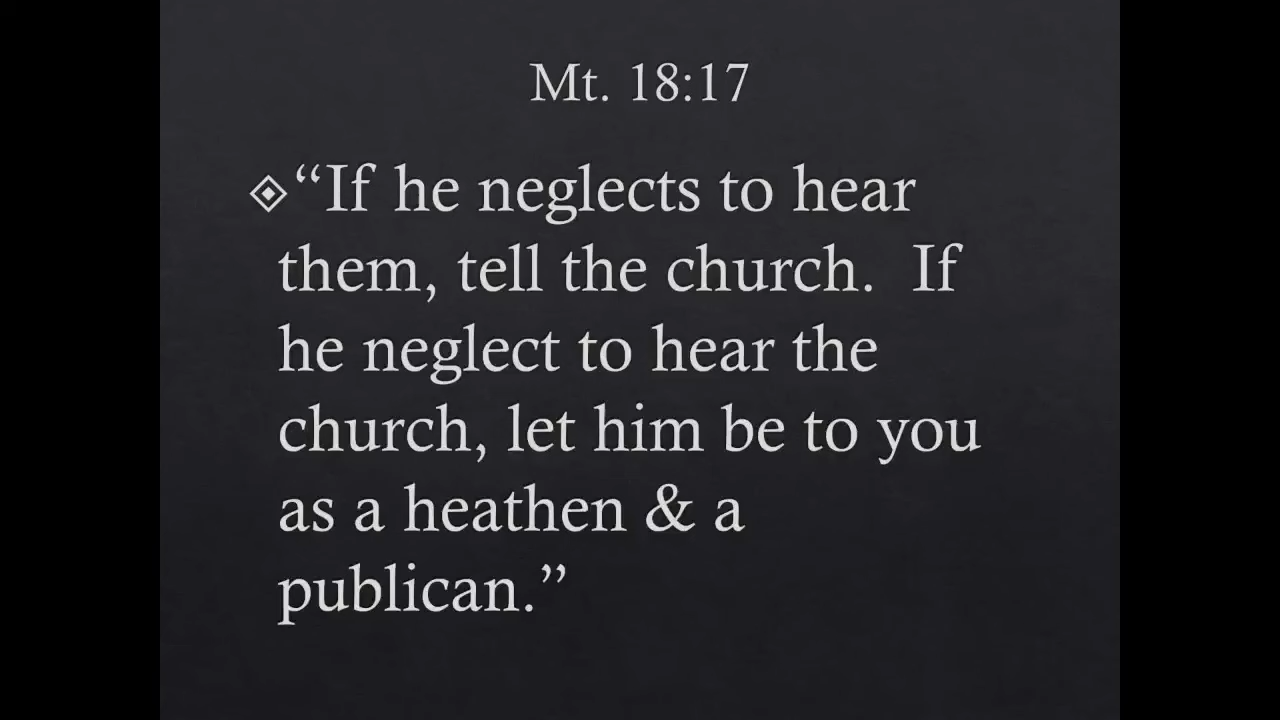 Mt. 18:17
“If he neglects to hear
them, tell the church.  If
he neglect to hear the
church, let him be to you
as a heathen & a
publican.”